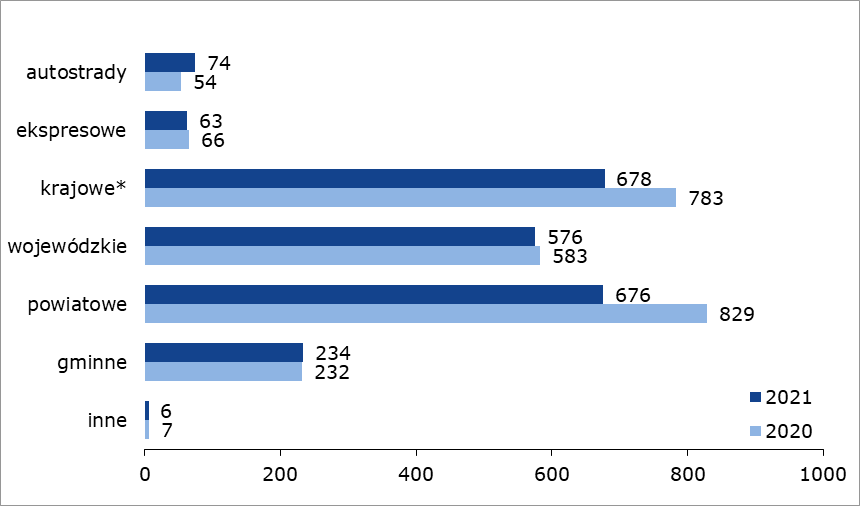 autostrady 74
54
ekspresowe 63
66
krajowe* 678
783
wojewódzkie 576
583
powiatowe 676
829
gminne 234
232
inne 6
7
2021
2020
0 200 400 600 800 1000